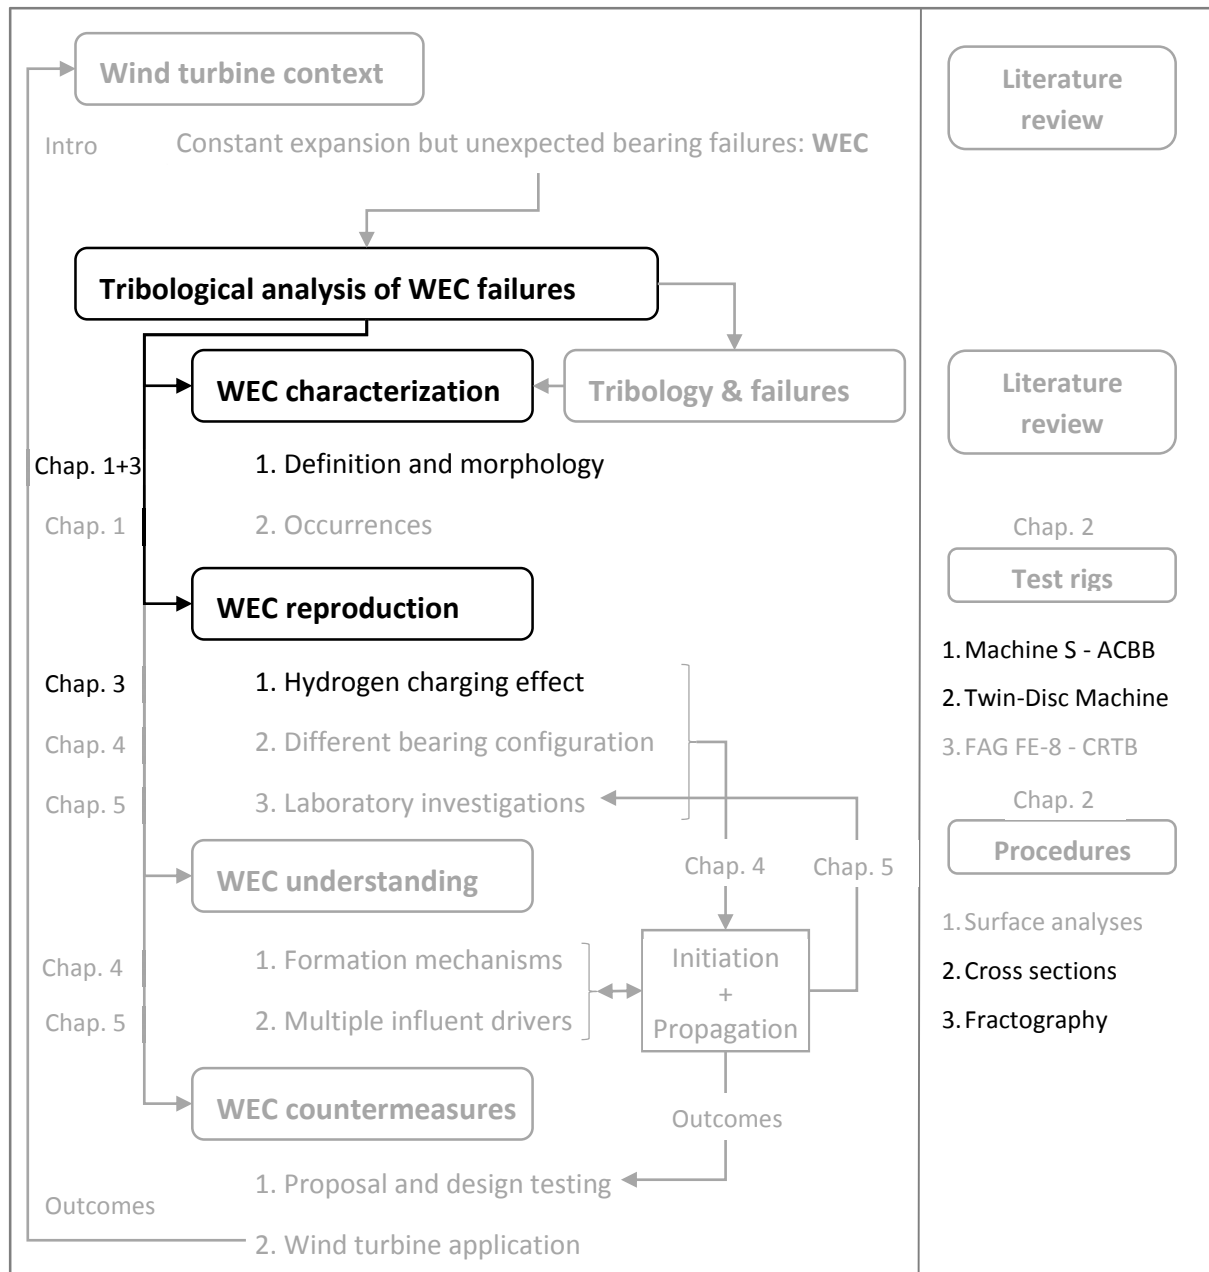 Wind turbine context
Intro
Constant expansion but unexpected bearing failures: WEC
Tribological analysis of WEC failures
WEC characterization
Tribology & failures
Chap. 1+3
1. Definition and morphology
Chap. 1
2. Occurrences
WEC reproduction
Chap. 3
1. Hydrogen charging effect
Chap. 4
2. Different bearing configuration
Chap. 5
3. Laboratory investigations
Chap. 4
Chap. 5
WEC understanding
Chap. 4
1. Formation mechanisms
Chap. 5
2. Multiple influent drivers
Initiation
+
Propagation
WEC countermeasures
Outcomes
1. Proposal and design testing
Outcomes
2. Wind turbine application
Literature
review
Literature
review
Chap. 2
Test rigs
1. Machine S - ACBB
2. Twin-Disc Machine
3. FAG FE-8 - CRTB
Chap. 2
Procedures
1. Surface analyses
2. Cross sections
3. Fractography